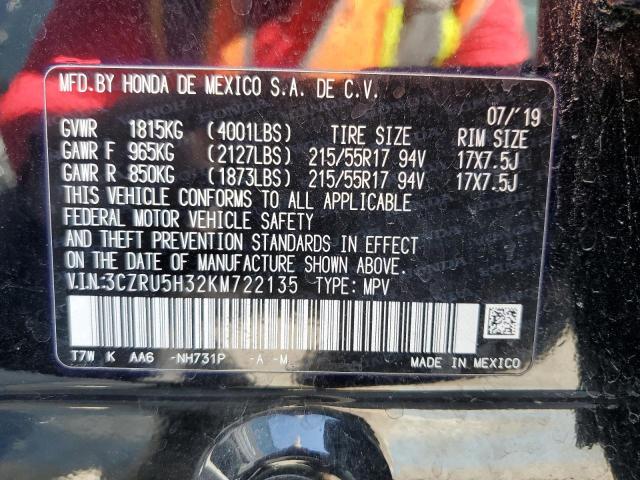 MFD.BY HONDA DE MEXICO S.A. DE C.V.
07/'19
GVWR 1815KG (4001LBS) TIRE SIZE RIM SIZE
GAWR F 965KG (2127LBS) 215/55R17 94V 17X7.5J
GAWR R 850KG (1873LBS) 215/55R17 94V 17X7.5J
THIS VEHICLE CONFORMS TO ALL APPLICABLE
FEDERAL MOTOR VEHICLE SAFETY
AND THEFT PREVENTION STANDARDS IN EFFECT
ON THE DATE OF MANUFACTURE SHOWN ABOVE.
V.I.N:3CZRU5H32KM722135 TYPE: MPV
T7W K AA6 -NH731P -A -M
MADE IN MEXICO